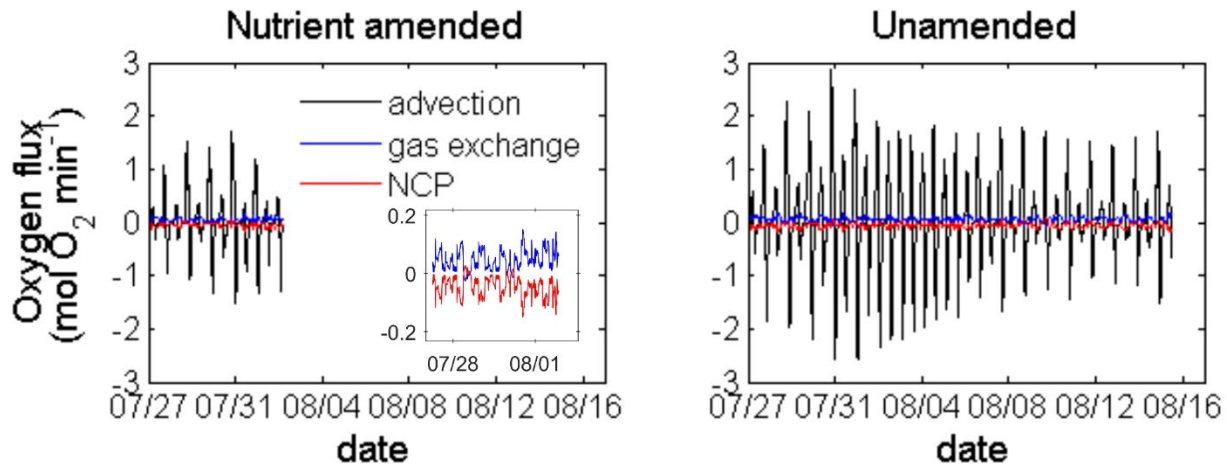 Nutrient amended
Unamended
Oxygen flux
(mol O2 min-1)
3
2
1
0
-1
-2
-3
advection
gas exchange
NCP
0.2
0
-0.2
07/28 08/01
07/27 07/31 08/04 08/08 08/12 08/16
date
3
2
1
0
-1
-2
-3
07/27 07/31 08/04 08/08 08/12 08/16
date